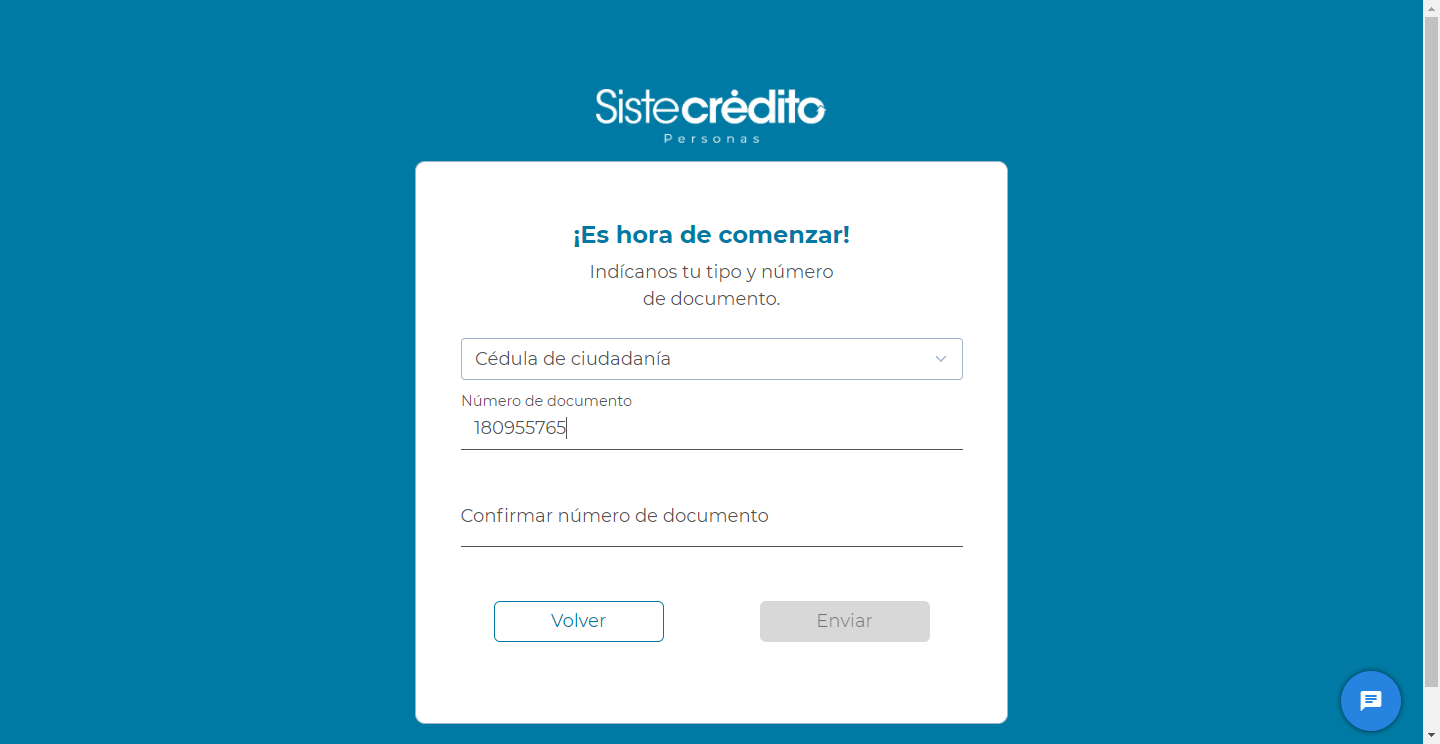 Sistecrédito
Personas
¡Es hora de comenzar!
Indícanos tu tipo y número
de documento.
Cédula de ciudadanía
Número de documento
180955765
Confirmar número de documento
Volver
Enviar